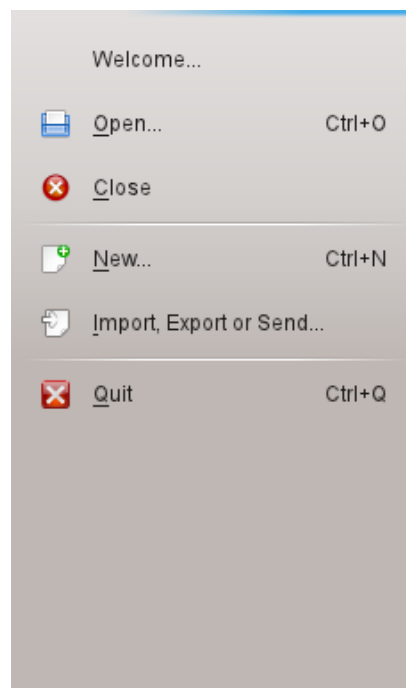 Welcome...
Open... Ctrl+O
Close
New... Ctrl+N
Import, Export or Send...
Quit Ctrl+Q